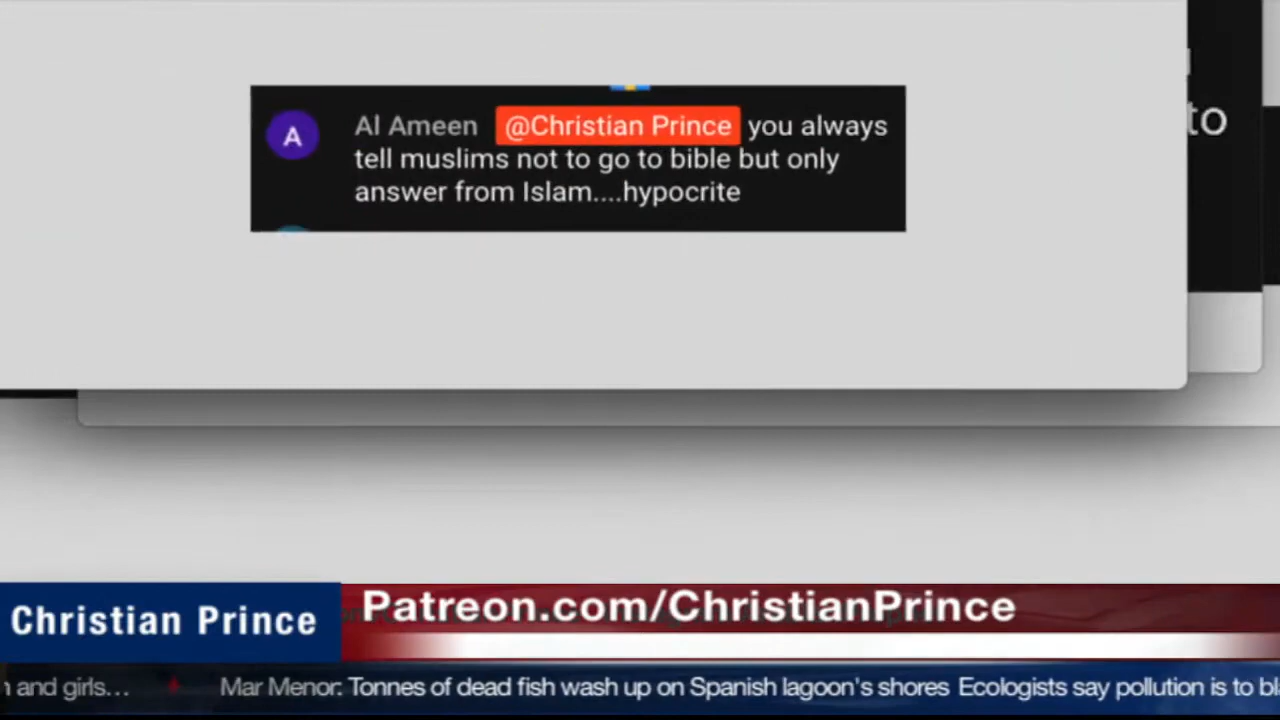 to
A
Al Ameen @Christian Prince you always
tell muslims not to go to bible but only
answer from Islam....hypocrite
Christian Prince
Patreon.com/ChristianPrince
and girls... Mar Menor: Tonnes of dead fish wash up on Spanish lagoon's shores Ecologists say pollution is to